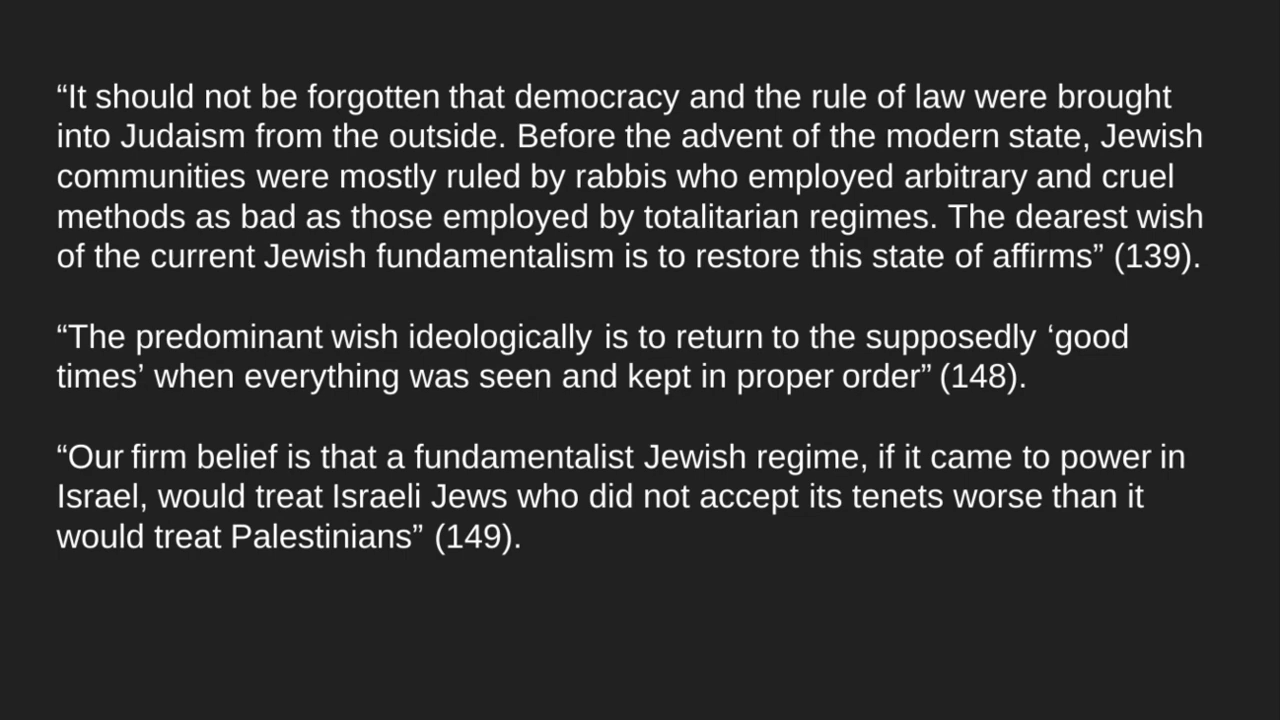 “It should not be forgotten that democracy and the rule of law were brought
into Judaism from the outside. Before the advent of the modern state, Jewish
communities were mostly ruled by rabbis who employed arbitrary and cruel
methods as bad as those employed by totalitarian regimes. The dearest wish
of the current Jewish fundamentalism is to restore this state of affirms” (139).
“The predominant wish ideologically is to return to the supposedly ‘good
times’ when everything was seen and kept in proper order” (148).
“Our firm belief is that a fundamentalist Jewish regime, if it came to power in
Israel, would treat Israeli Jews who did not accept its tenets worse than it
would treat Palestinians” (149).